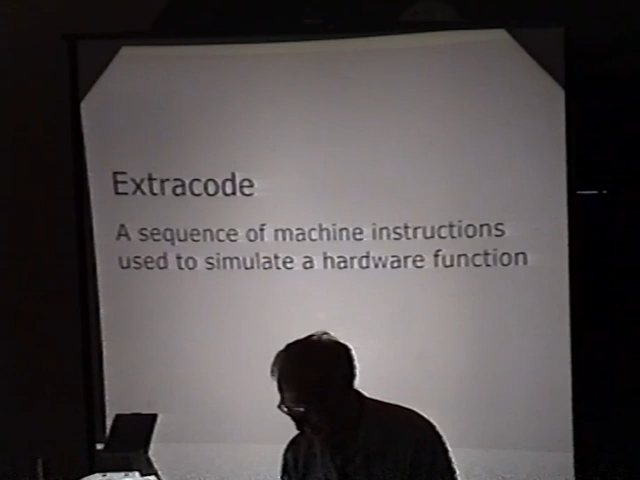 Extracode
A sequence of machine instructions
used to simulate a hardware function